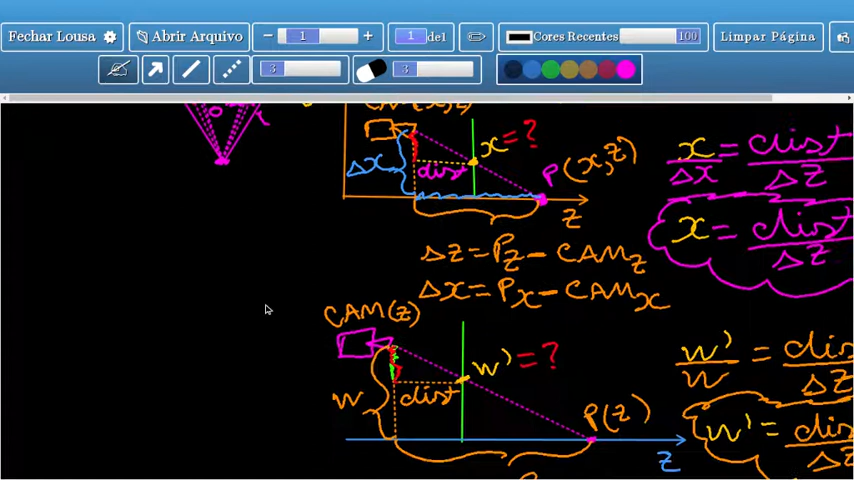 Fechar Lousa Abrir Arquivo − 1 + 1 de1 Cores Recentes 100 Limpar Página
3 3
x = ?
Δx dist P(x,z)
z
x/Δx = dist/Δz
x = dist/Δz
Δz = Pz − CAMz
Δx = Px − CAMx
CAM(z)
w' = ?
w dist P(z)
z
w'/w = dis/Δz
w' = dis/Δz